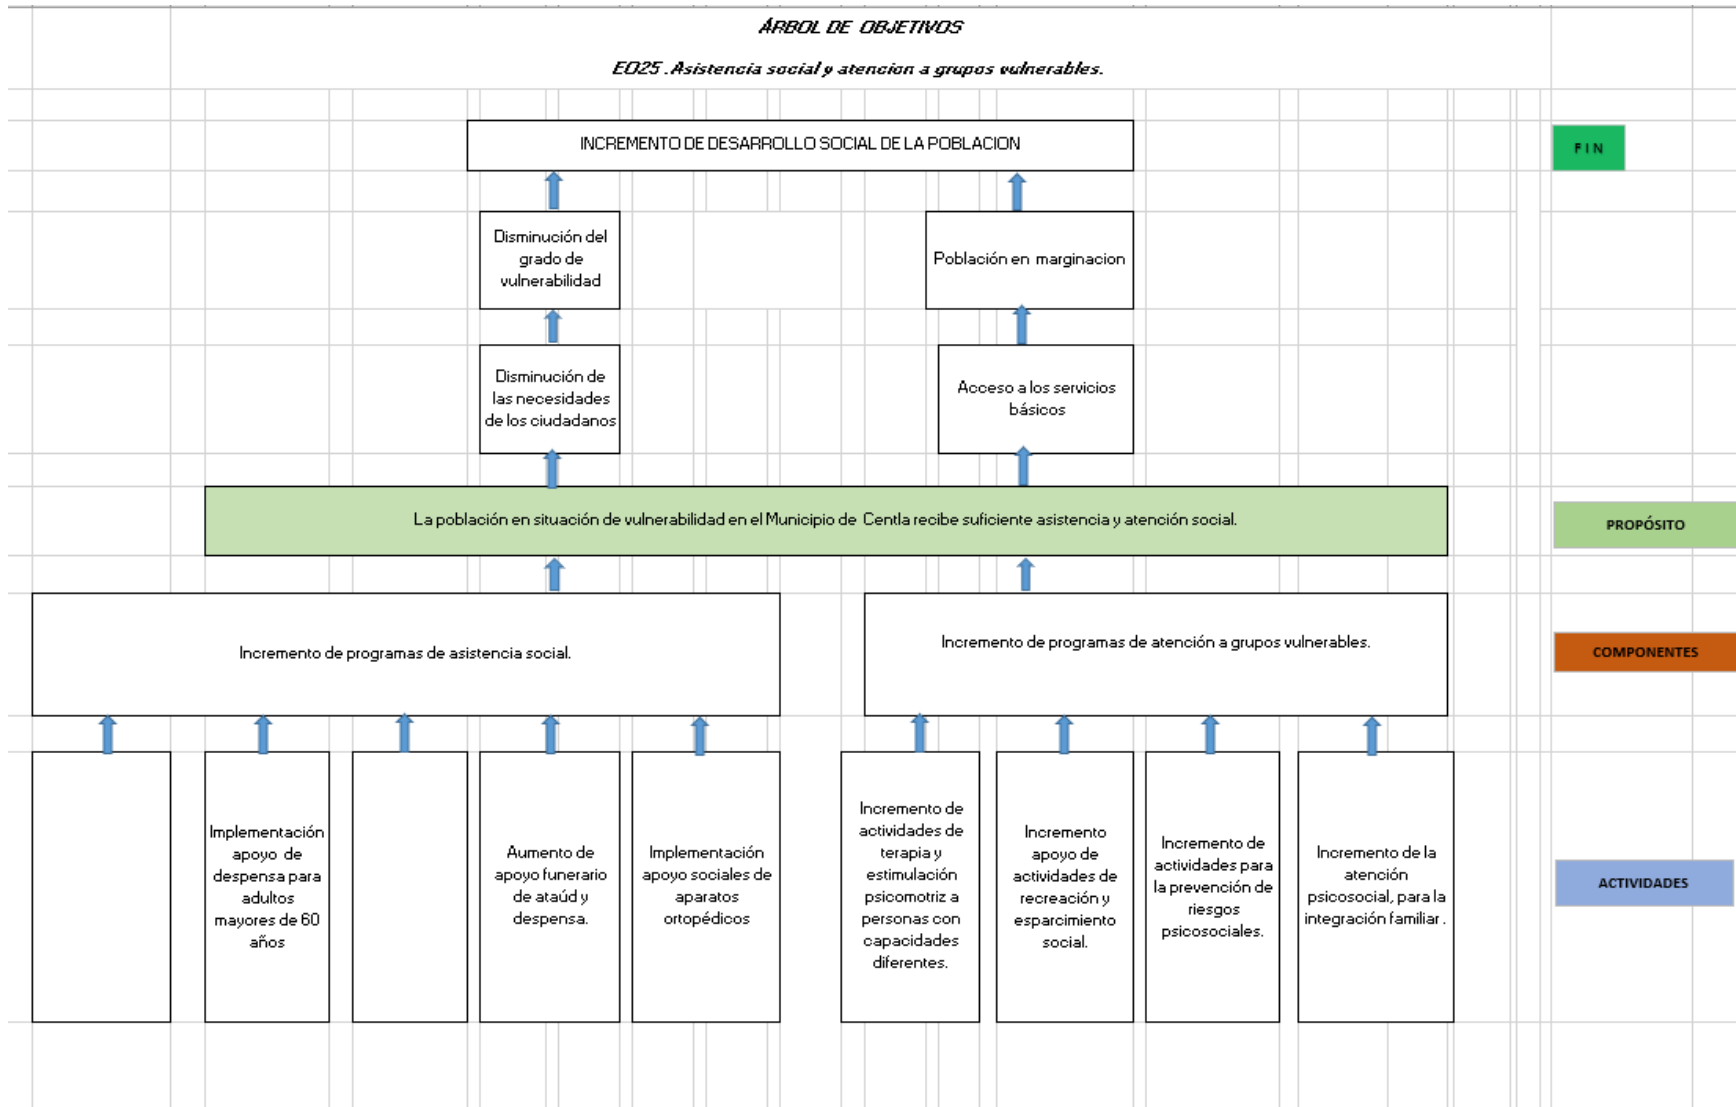 ÁRBOL DE OBJETIVOS
E025 .Asistencia social y atencion a grupos vulnerables.
INCREMENTO DE DESARROLLO SOCIAL DE LA POBLACION
F I N
Disminución del
grado de
vulnerabilidad
Población en marginacion
Disminución de
las necesidades
de los ciudadanos
Acceso a los servicios
básicos
La población en situación de vulnerabilidad en el Municipio de Centla recibe suficiente asistencia y atención social.
PROPÓSITO
Incremento de programas de asistencia social.
Incremento de programas de atención a grupos vulnerables.
COMPONENTES
Implementación
apoyo de
despensa para
adultos
mayores de 60
años
Aumento de
apoyo funerario
de ataúd y
despensa.
Implementación
apoyo sociales de
aparatos
ortopédicos
Incremento de
actividades de
terapia y
estimulación
psicomotriz a
personas con
capacidades
diferentes.
Incremento
apoyo de
actividades de
recreación y
esparcimiento
social.
Incremento de
actividades para
la prevención de
riesgos
psicosociales.
Incremento de la
atención
psicosocial, para la
integración familiar .
ACTIVIDADES